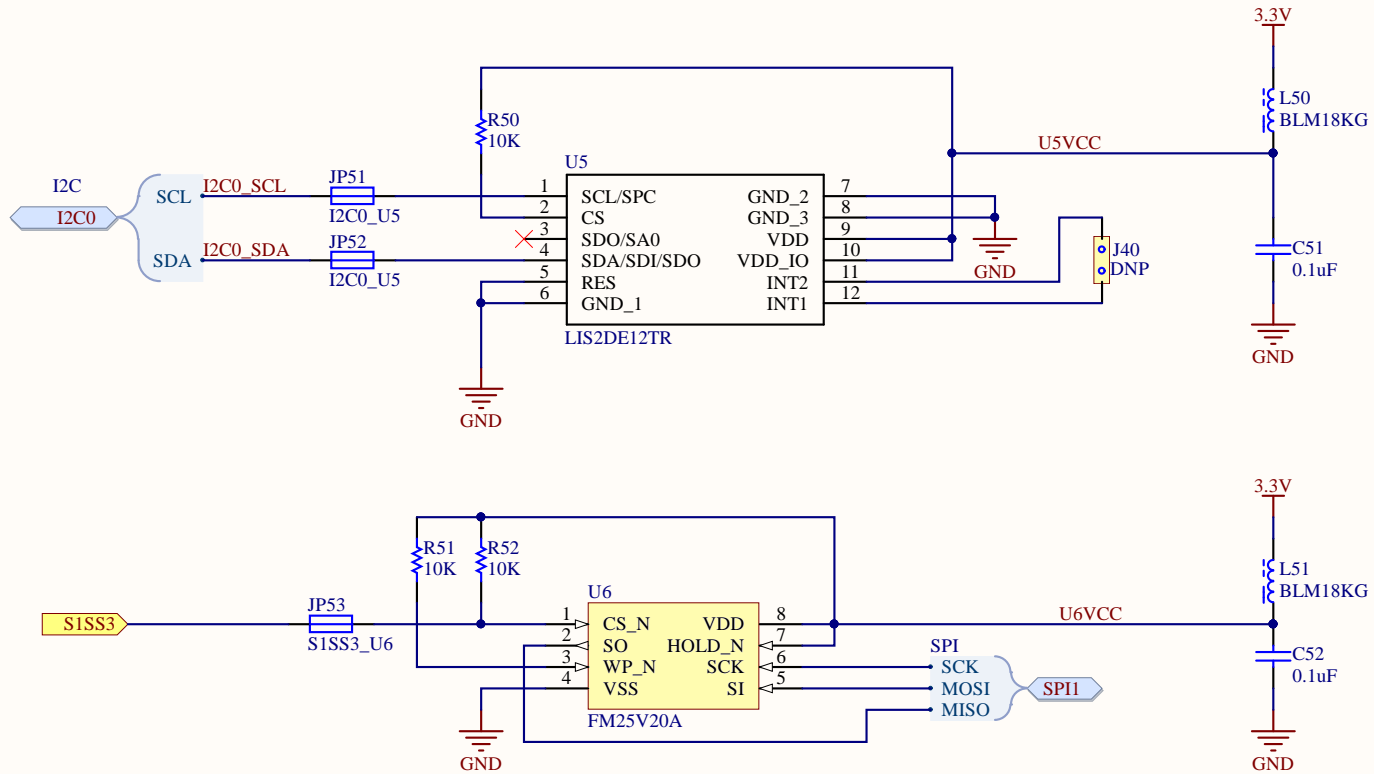 3.3V
L50
BLM18KG
R50
10K
U5VCC
U5
I2C
I2C0
SCL
I2C0_SCL
JP51
I2C0_U5
SDA
I2C0_SDA
JP52
I2C0_U5
1 SCL/SPC GND_2 7
2 CS GND_3 8
3 SDO/SA0 VDD 9
4 SDA/SDI/SDO VDD_IO 10
5 RES INT2 11
6 GND_1 INT1 12
LIS2DE12TR
GND
J40
DNP
C51
0.1uF
GND
GND
3.3V
L51
BLM18KG
R51
10K
R52
10K
U6
U6VCC
S1SS3
JP53
S1SS3_U6
1 CS_N VDD 8
2 SO HOLD_N 7
3 WP_N SCK 6
4 VSS SI 5
FM25V20A
SPI
SCK
MOSI
MISO
SPI1
C52
0.1uF
GND
GND